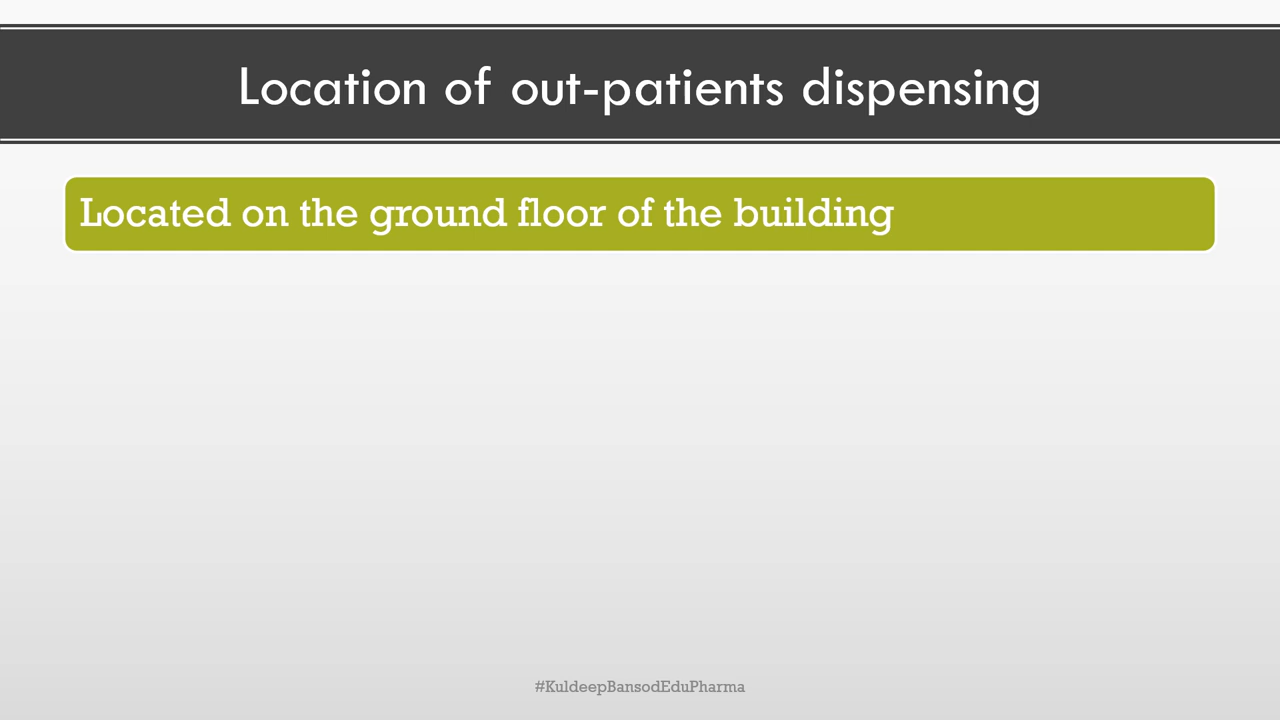 Location of out-patients dispensing
Located on the ground floor of the building
#KuldeepBansodEduPharma